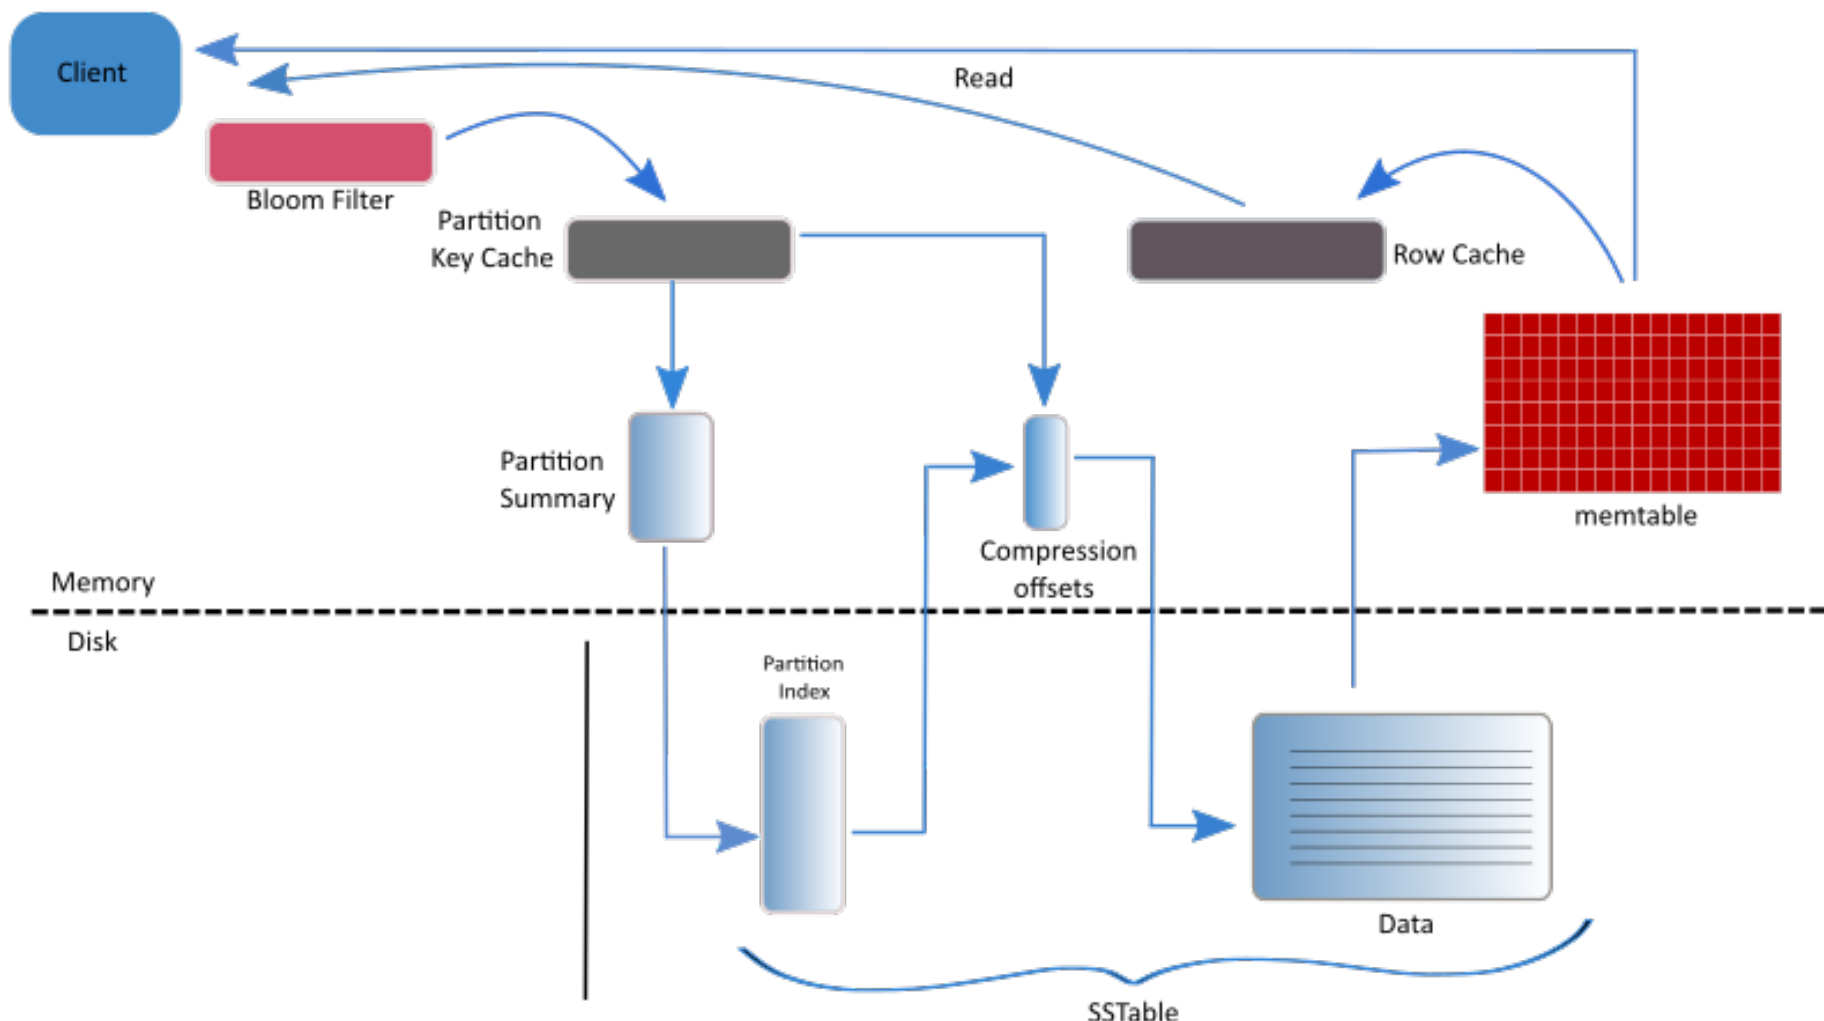 Client
Read
Bloom Filter
Partition
Key Cache
Row Cache
Partition
Summary
memtable
Compression
offsets
Memory
Disk
Partition
Index
Data
SSTable